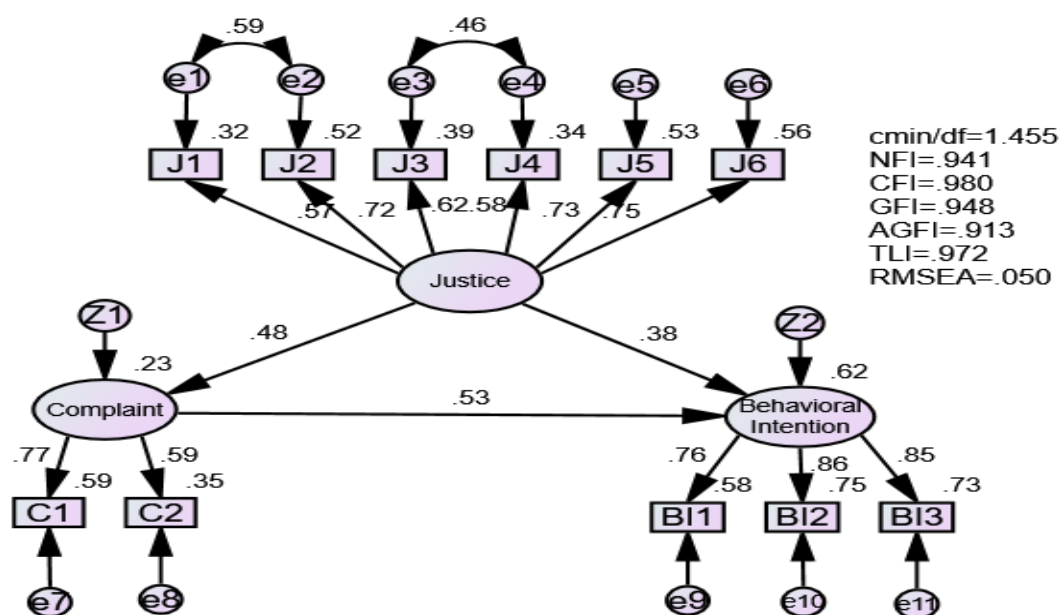 .59
.46
e1
e2
e3
e4
e5
e6
.32
.52
.39
.34
.53
.56
J1
J2
J3
J4
J5
J6
cmin/df=1.455
NFI=.941
CFI=.980
GFI=.948
AGFI=.913
TLI=.972
RMSEA=.050
.57
.72
.62
.58
.73
.75
Justice
Z1
Z2
.48
.38
.23
.62
Complaint
.53
Behavioral
Intention
.77
.59
.59
.35
.76
.86
.85
.58
.75
.73
C1
C2
BI1
BI2
BI3
e7
e8
e9
e10
e11